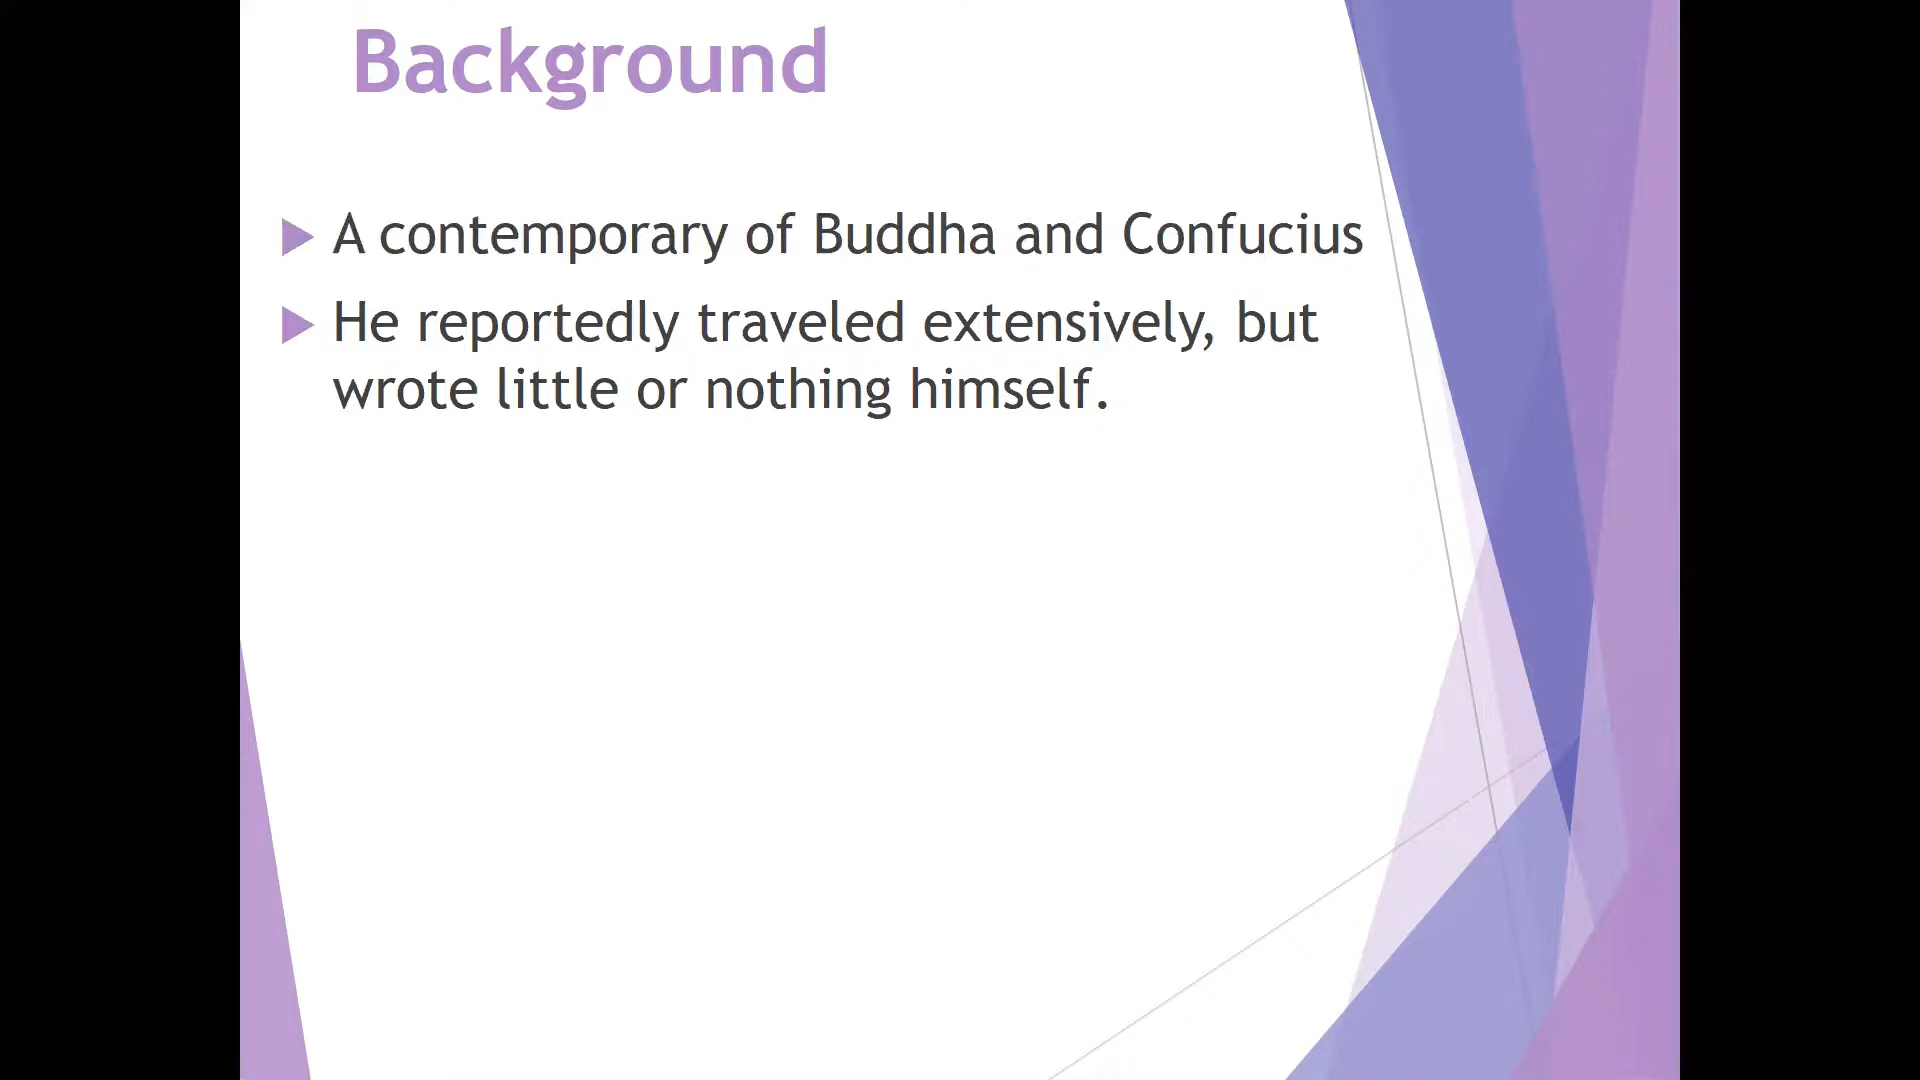 Background
A contemporary of Buddha and Confucius
He reportedly traveled extensively, but
wrote little or nothing himself.